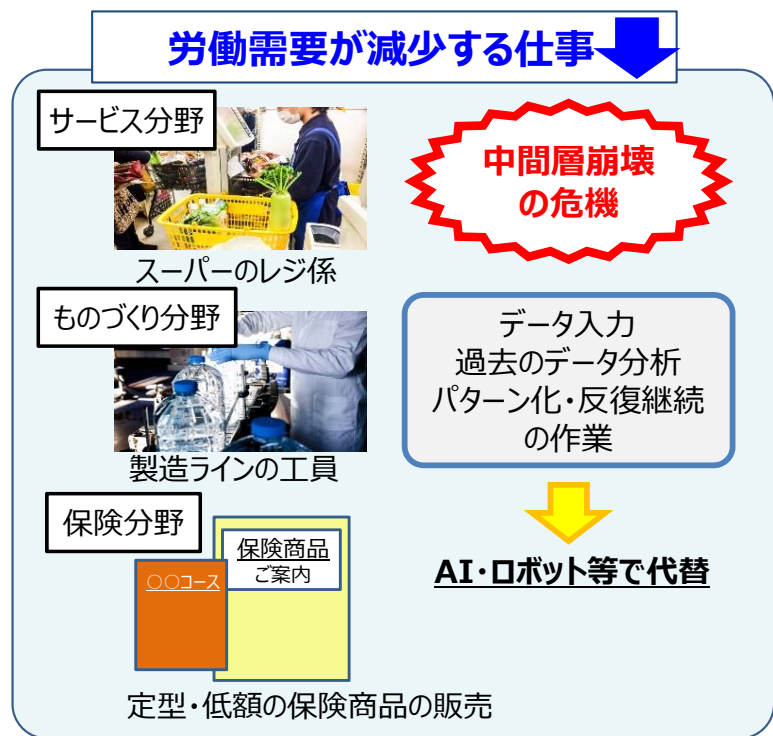 労働需要が減少する仕事
サービス分野
スーパーのレジ係
ものづくり分野
製造ラインの工員
保険分野
保険商品
ご案内
○○コース
定型・低額の保険商品の販売
中間層崩壊
の危機
データ入力
過去のデータ分析
パターン化・反復継続
の作業
AI・ロボット等で代替